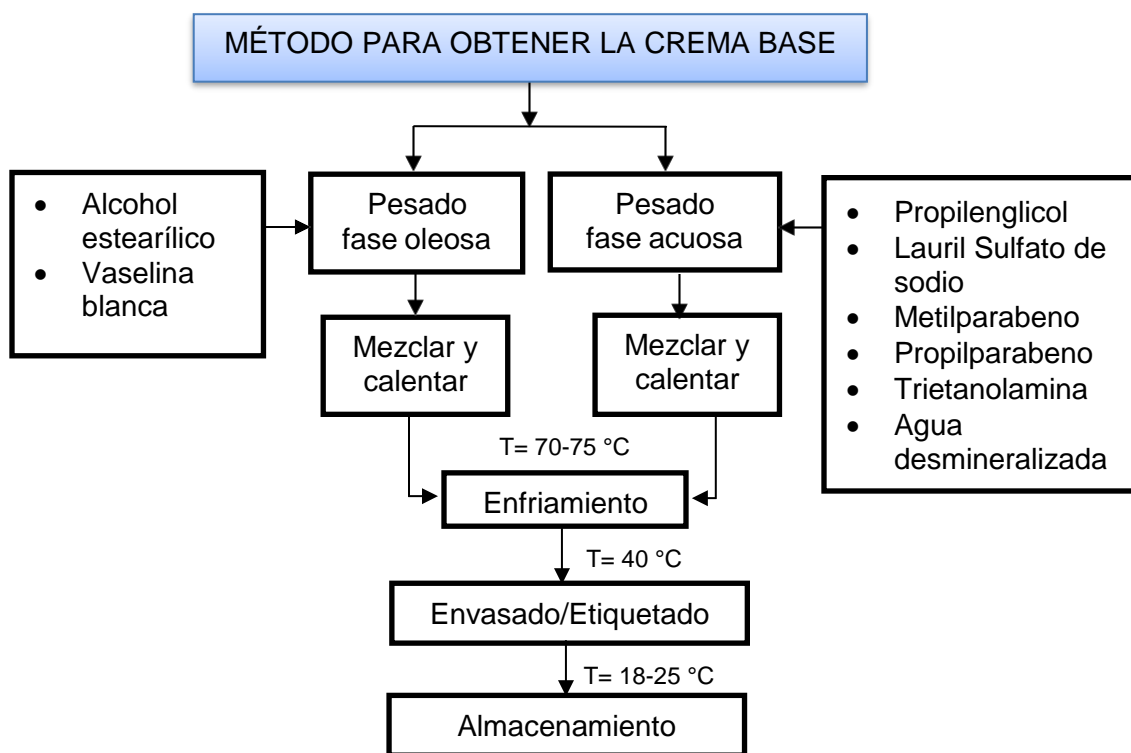 MÉTODO PARA OBTENER LA CREMA BASE
• Alcohol
estearílico
• Vaselina
blanca
Pesado
fase oleosa
Pesado
fase acuosa
• Propilenglicol
• Lauril Sulfato de
sodio
• Metilparabeno
• Propilparabeno
• Trietanolamina
• Agua
desmineralizada
Mezclar y
calentar
Mezclar y
calentar
T= 70-75 °C
Enfriamiento
T= 40 °C
Envasado/Etiquetado
T= 18-25 °C
Almacenamiento